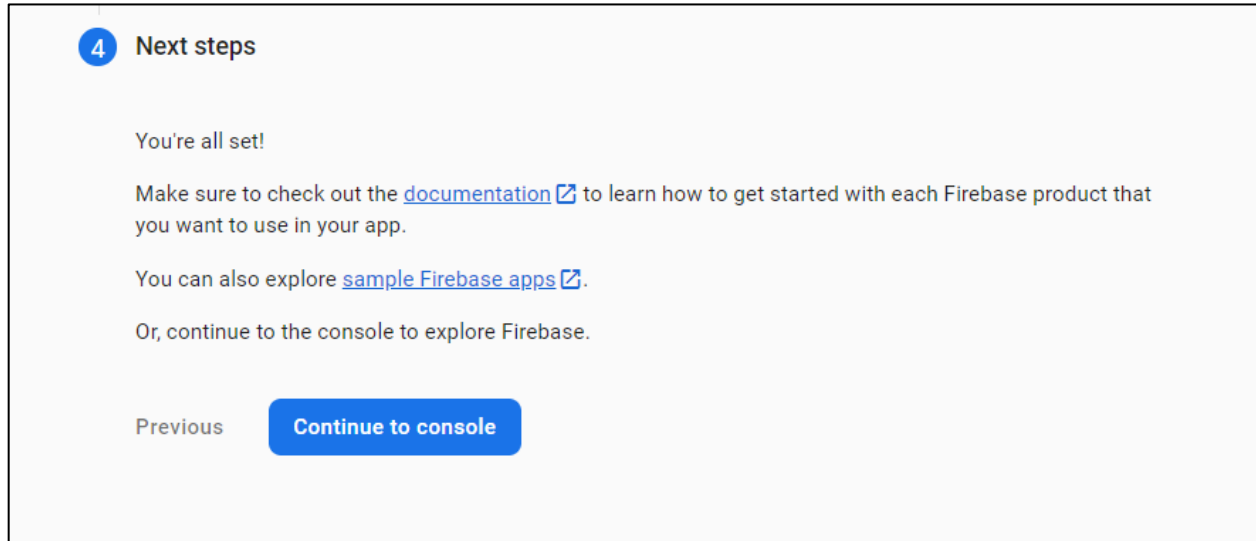 4 Next steps
You're all set!
Make sure to check out the documentation to learn how to get started with each Firebase product that
you want to use in your app.
You can also explore sample Firebase apps.
Or, continue to the console to explore Firebase.
Previous Continue to console